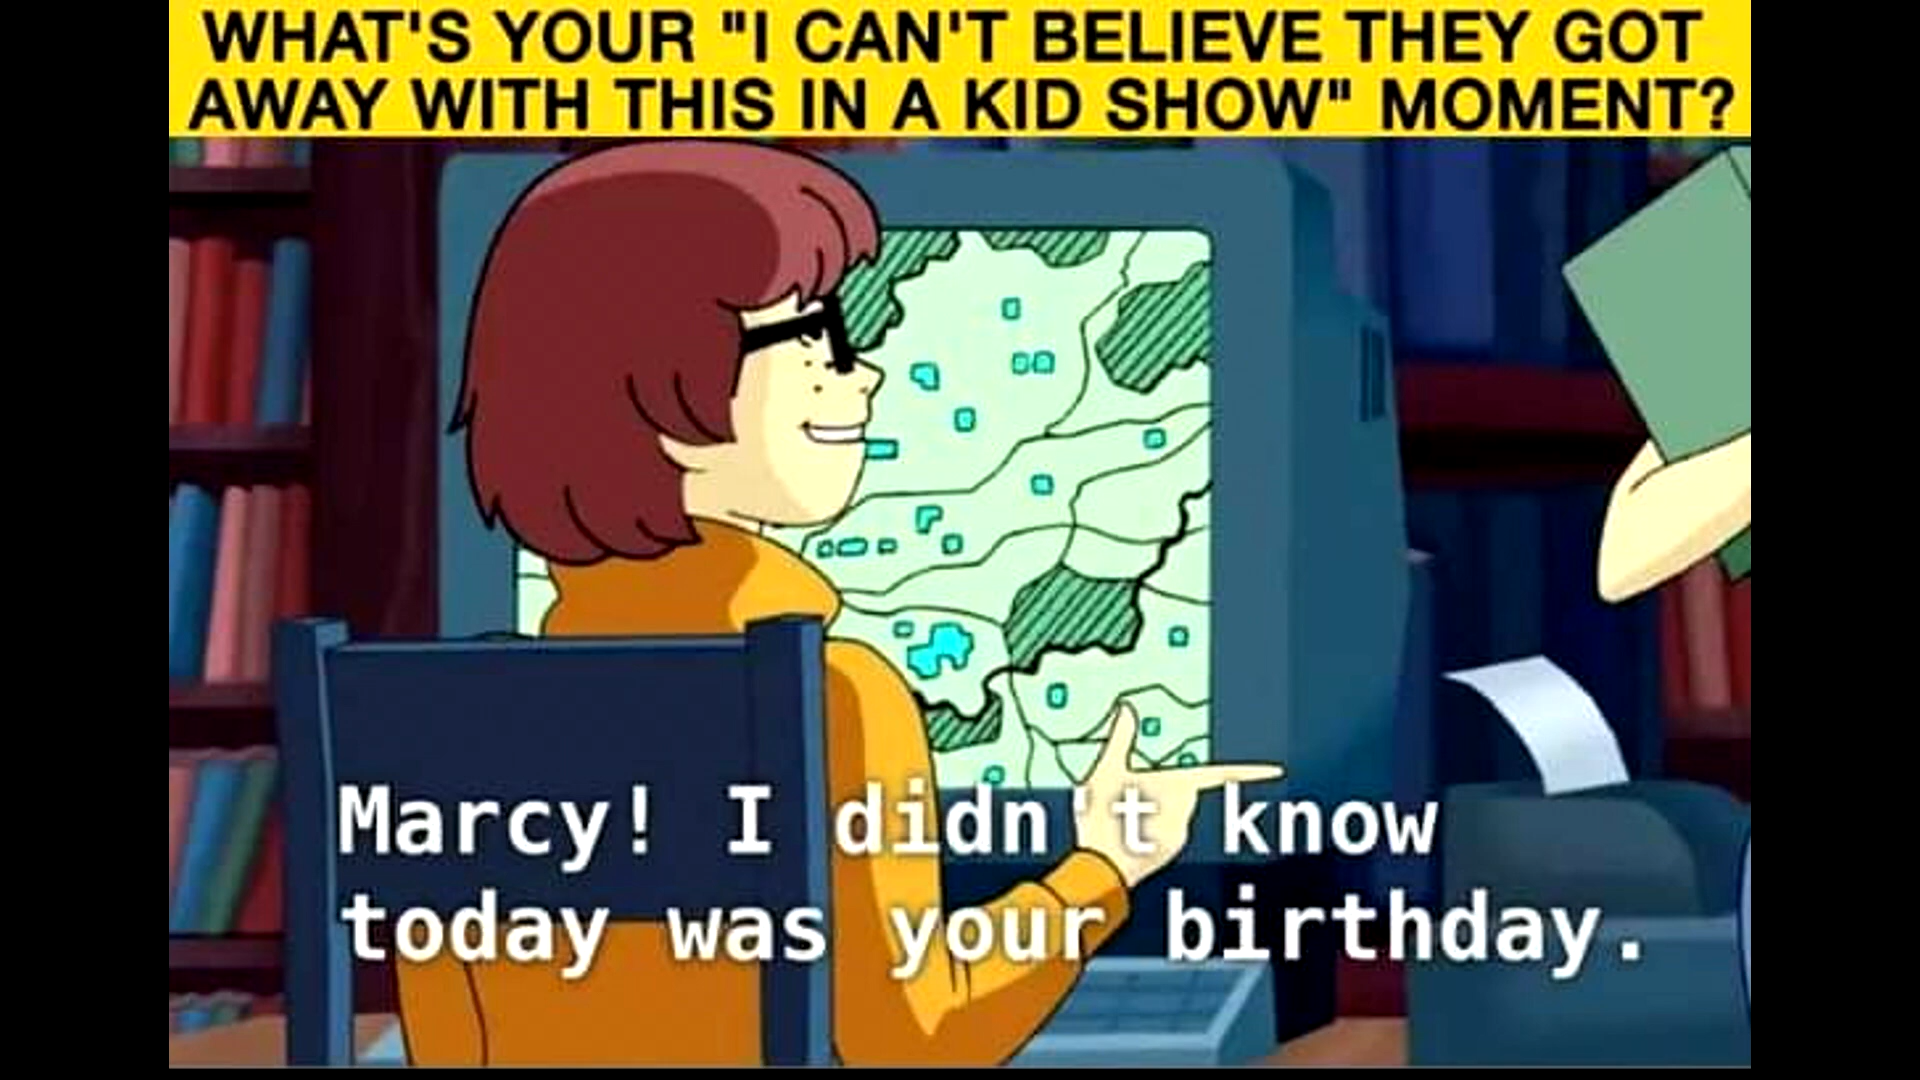 WHAT'S YOUR "I CAN'T BELIEVE THEY GOT
AWAY WITH THIS IN A KID SHOW" MOMENT?
Marcy! I didn't know
today was your birthday.